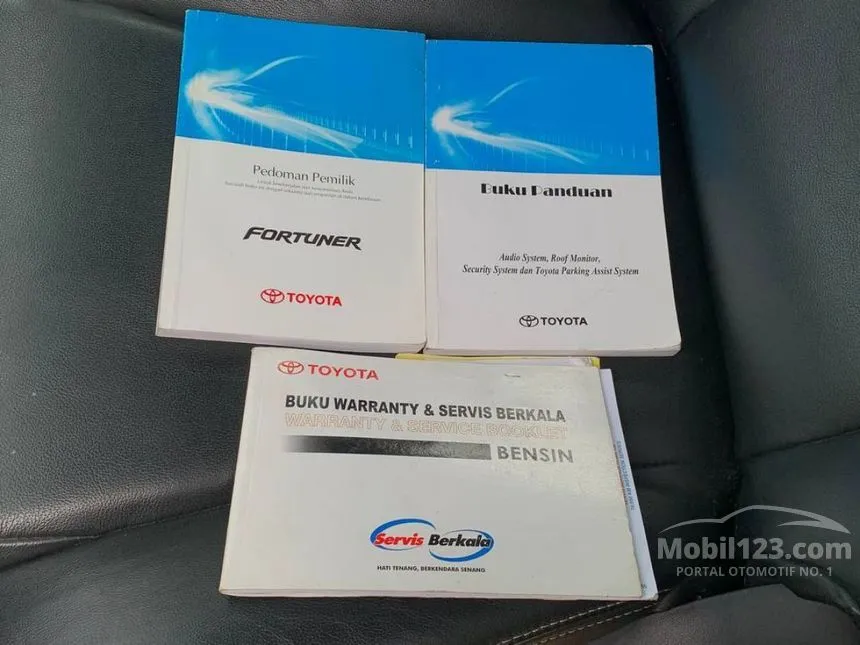 Pedoman Pemilik
FORTUNER
TOYOTA
Buku Panduan
Audio System, Roof Monitor,
Security System dan Toyota Parking Assist System
TOYOTA
TOYOTA
BUKU WARRANTY & SERVIS BERKALA
WARRANTY & SERVICE BOOKLET
BENSIN
Servis Berkala
HATI TENANG, BERKENDARA SENANG
Mobil123.com
PORTAL OTOMOTIF NO. 1